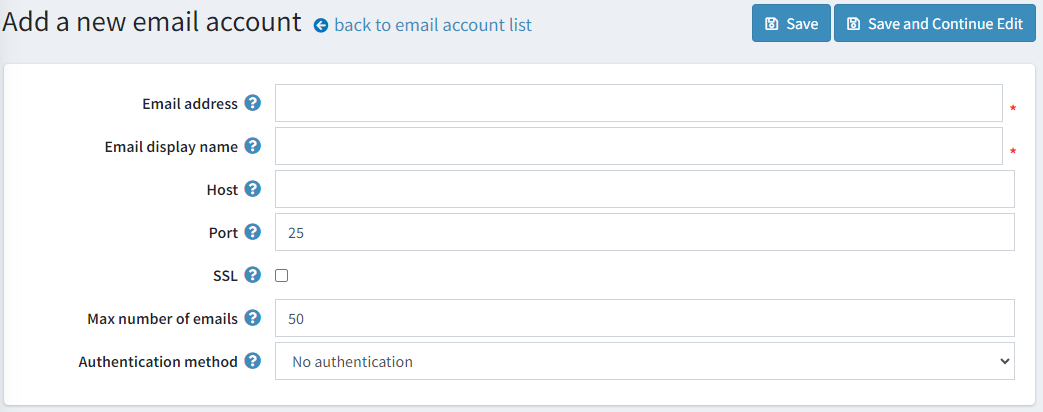 Add a new email account back to email account list Save Save and Continue Edit
Email address ? *
Email display name ? *
Host ?
Port ? 25
SSL ?
Max number of emails ? 50
Authentication method ? No authentication